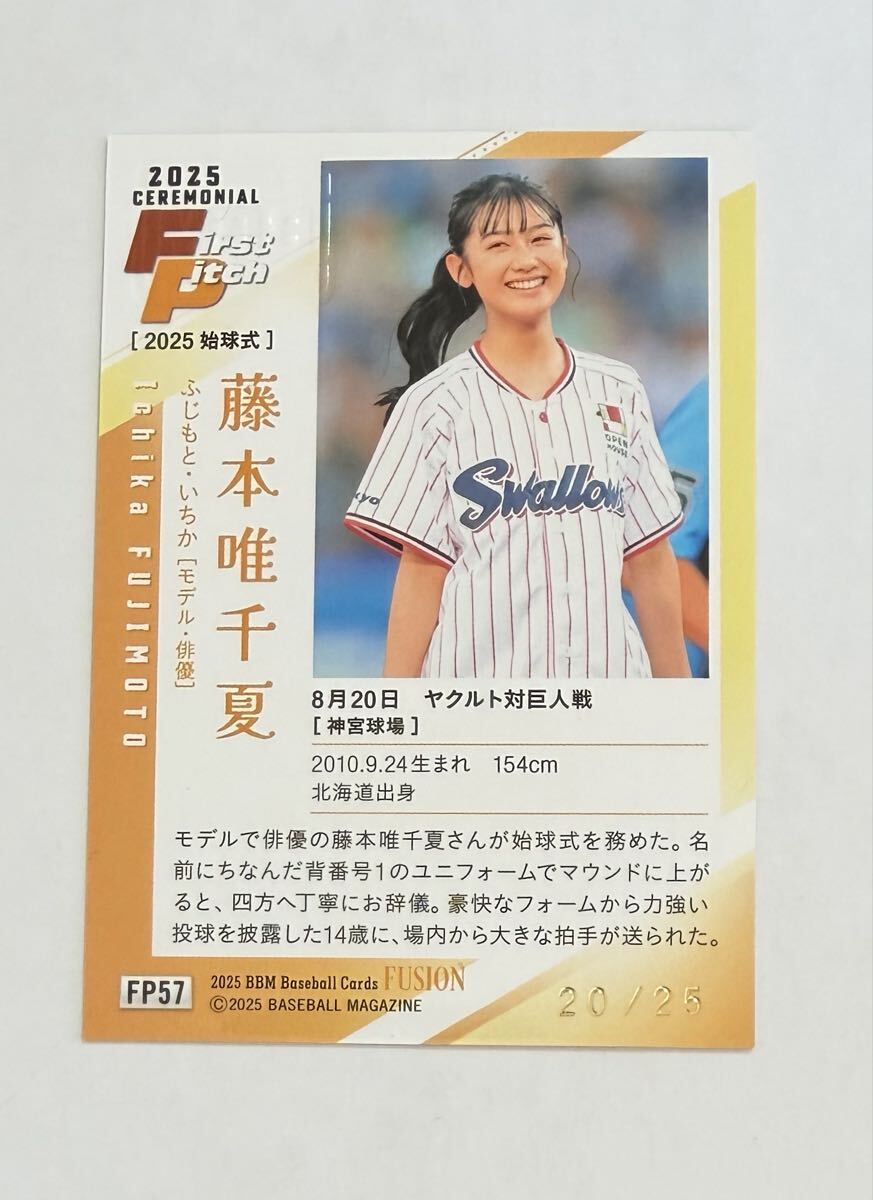 2025
CEREMONIAL
First
Pitch
[ 2025 始球式 ]
藤本唯千夏
ふじもと・いちか [モデル・俳優]
Ichika FUJIMOTO
OPEN
HOUSE
kyo
Swallows
8月20日 ヤクルト対巨人戦
[ 神宮球場 ]
2010.9.24生まれ 154cm
北海道出身
モデルで俳優の藤本唯千夏さんが始球式を務めた。名
前にちなんだ背番号1のユニフォームでマウンドに上が
ると、四方へ丁寧にお辞儀。豪快なフォームから力強い
投球を披露した14歳に、場内から大きな拍手が送られた。
FP57
2025 BBM Baseball Cards FUSION
©2025 BASEBALL MAGAZINE
20/25